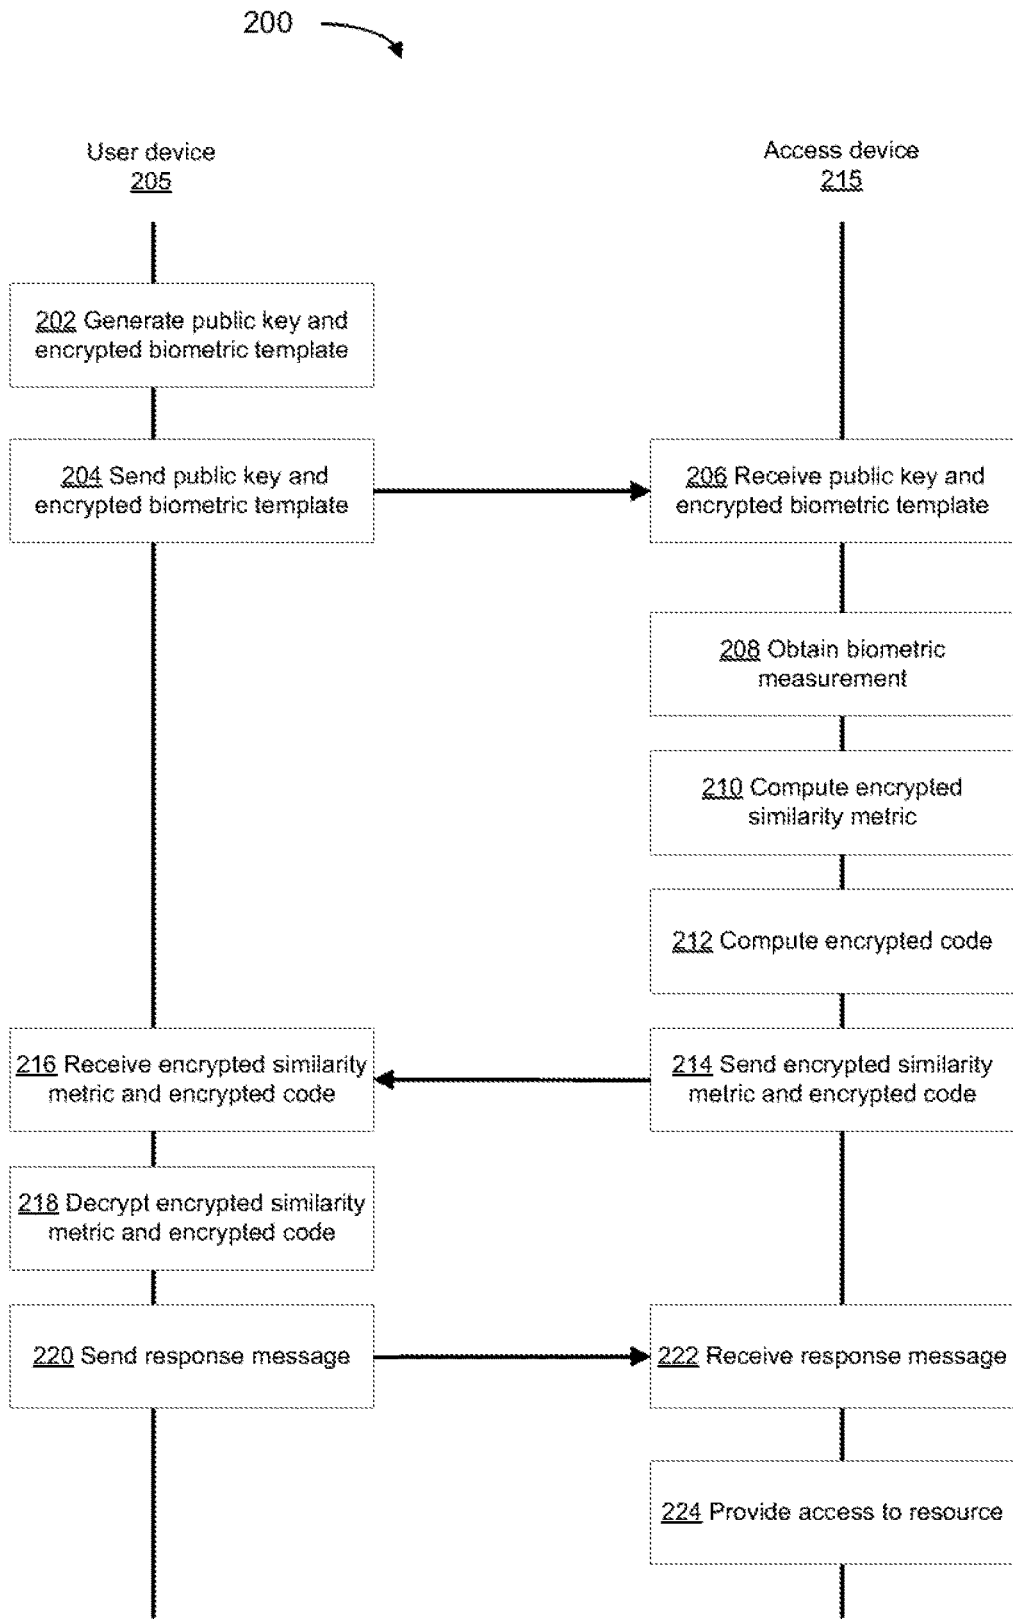 200
User device
205
Access device
215
202 Generate public key and
encrypted biometric template
204 Send public key and
encrypted biometric template
206 Receive public key and
encrypted biometric template
208 Obtain biometric
measurement
210 Compute encrypted
similarity metric
212 Compute encrypted code
216 Receive encrypted similarity
metric and encrypted code
214 Send encrypted similarity
metric and encrypted code
218 Decrypt encrypted similarity
metric and encrypted code
220 Send response message
222 Receive response message
224 Provide access to resource